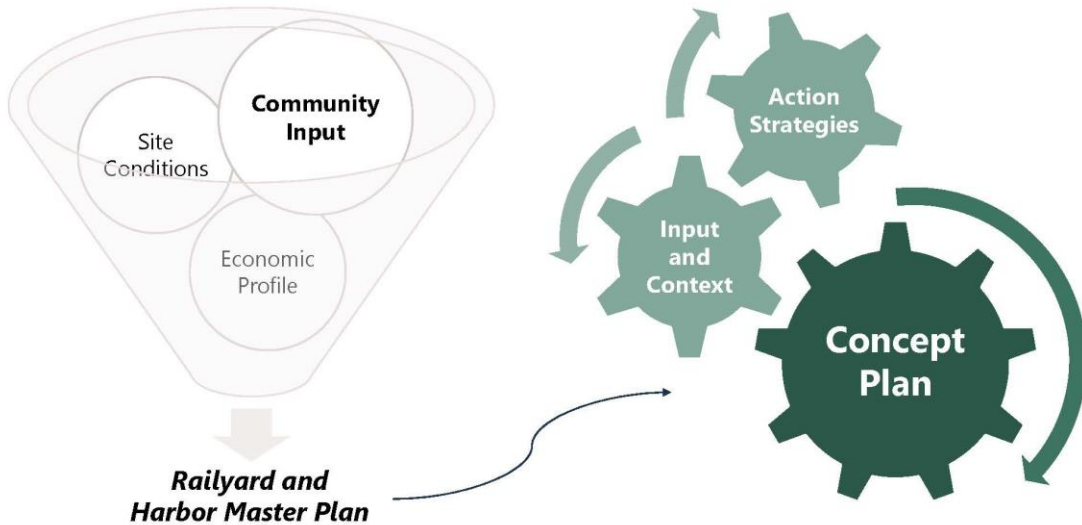 Community
Input
Site
Conditions
Economic
Profile
Railyard and
Harbor Master Plan
Action
Strategies
Input
and
Context
Concept
Plan